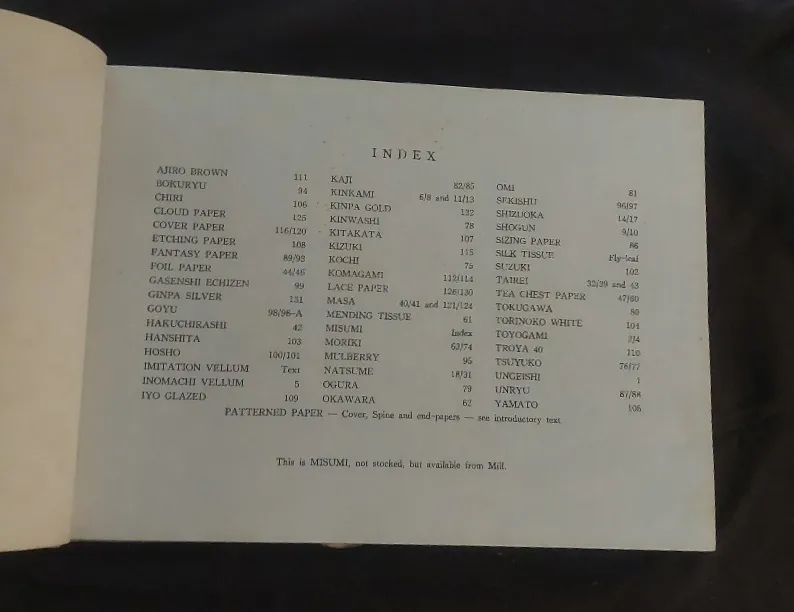 INDEX
AJIRO BROWN 111
BOKURYU 94
CHIRI 106
CLOUD PAPER 125
COVER PAPER 116/120
ETCHING PAPER 108
FANTASY PAPER 89/93
FOIL PAPER 44/46
GASENSHI ECHIZEN 99
GINPA SILVER 131
GOYU 98/98-A
HAKUCHIRASHI 42
HANSHITA 103
HOSHO 100/101
IMITATION VELLUM Text
INOMACHI VELLUM 5
IYO GLAZED 109
KAJI 82/85
KINKAMI 6/8 and 11/13
KINPA GOLD 132
KINWASHI 78
KITAKATA 107
KIZUKI 115
KOCHI 75
KOMAGAMI 112/114
LACE PAPER 126/130
MASA 40/41 and 121/124
MENDING TISSUE 61
MISUMI Index
MORIKI 63/74
MULBERRY 95
NATSUME 18/31
OGURA 79
OKAWARA 62
OMI 81
SEKISHU 96/97
SHIZUOKA 14/17
SHOGUN 9/10
SIZING PAPER 86
SILK TISSUE Fly-leaf
SUZUKI 102
TAIREI 32/39 and 43
TEA CHEST PAPER 47/60
TOKUGAWA 80
TORINOKO WHITE 104
TOYOGAMI 2/4
TROYA 40 110
TSUYUKO 76/77
UNGEISHI 1
UNRYU 87/88
YAMATO 105
PATTERNED PAPER — Cover, Spine and end-papers — see introductory text
This is MISUMI, not stocked, but available from Mill.